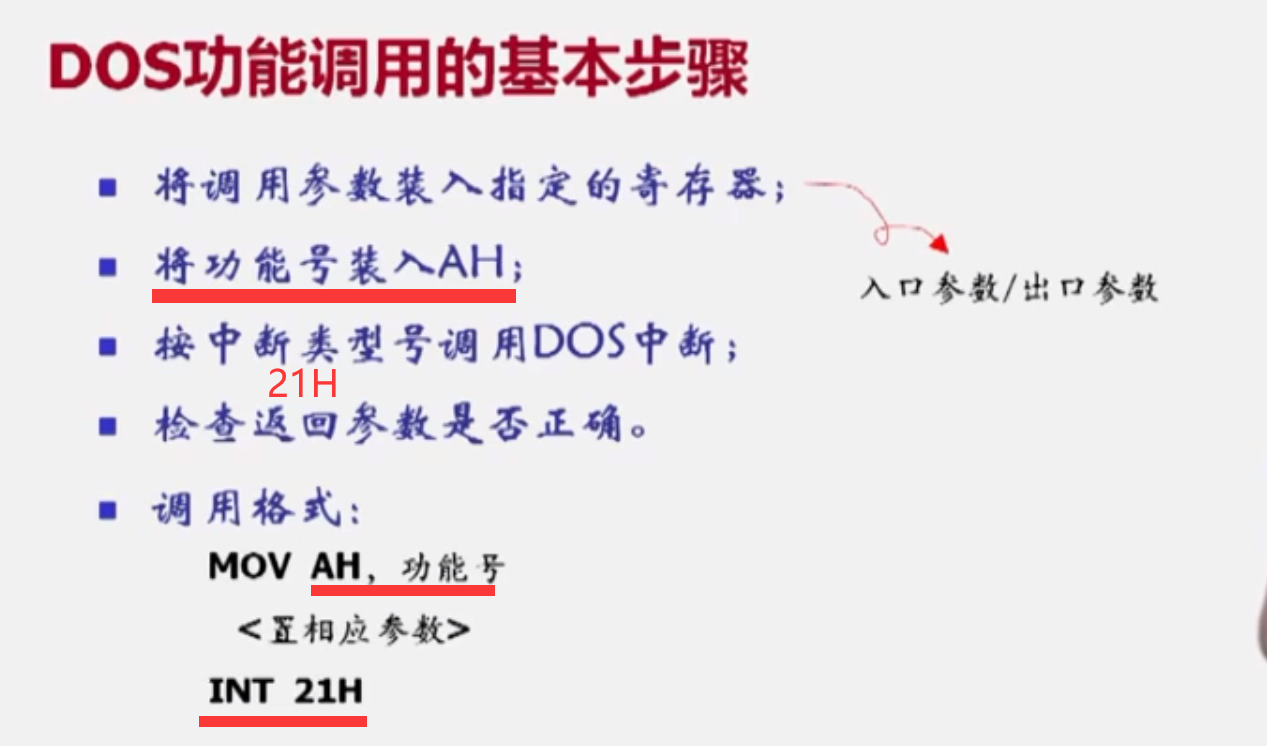 DOS功能调用的基本步骤
将调用参数装入指定的寄存器；
将功能号装入AH；
入口参数/出口参数
按中断类型号调用DOS中断；
21H
检查返回参数是否正确。
调用格式：
MOV AH，功能号
<置相应参数>
INT 21H